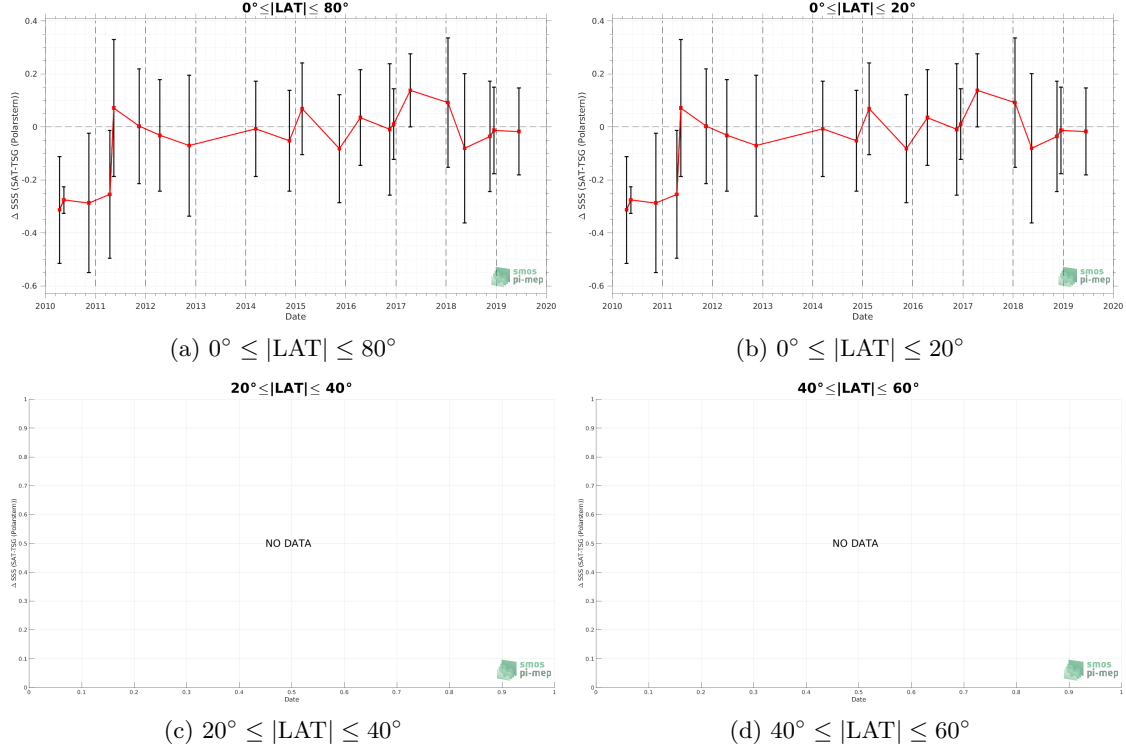 0°≤|LAT|≤ 80°
Δ SSS (SAT-TSG (Polarstern))
0.4
0.2
0
-0.2
-0.4
-0.6
2010 2011 2012 2013 2014 2015 2016 2017 2018 2019 2020
Date
smos
pi-mep
(a) 0° ≤ |LAT| ≤ 80°
0°≤|LAT|≤ 20°
Δ SSS (SAT-TSG (Polarstern))
0.4
0.2
0
-0.2
-0.4
-0.6
2010 2011 2012 2013 2014 2015 2016 2017 2018 2019 2020
Date
smos
pi-mep
(b) 0° ≤ |LAT| ≤ 20°
20°≤|LAT|≤ 40°
Δ SSS (SAT-TSG (Polarstern))
1
0.9
0.8
0.7
0.6
0.5
0.4
0.3
0.2
0.1
0
NO DATA
0 0.1 0.2 0.3 0.4 0.5 0.6 0.7 0.8 0.9 1
Date
smos
pi-mep
(c) 20° ≤ |LAT| ≤ 40°
40°≤|LAT|≤ 60°
Δ SSS (SAT-TSG (Polarstern))
1
0.9
0.8
0.7
0.6
0.5
0.4
0.3
0.2
0.1
0
NO DATA
0 0.1 0.2 0.3 0.4 0.5 0.6 0.7 0.8 0.9 1
Date
smos
pi-mep
(d) 40° ≤ |LAT| ≤ 60°